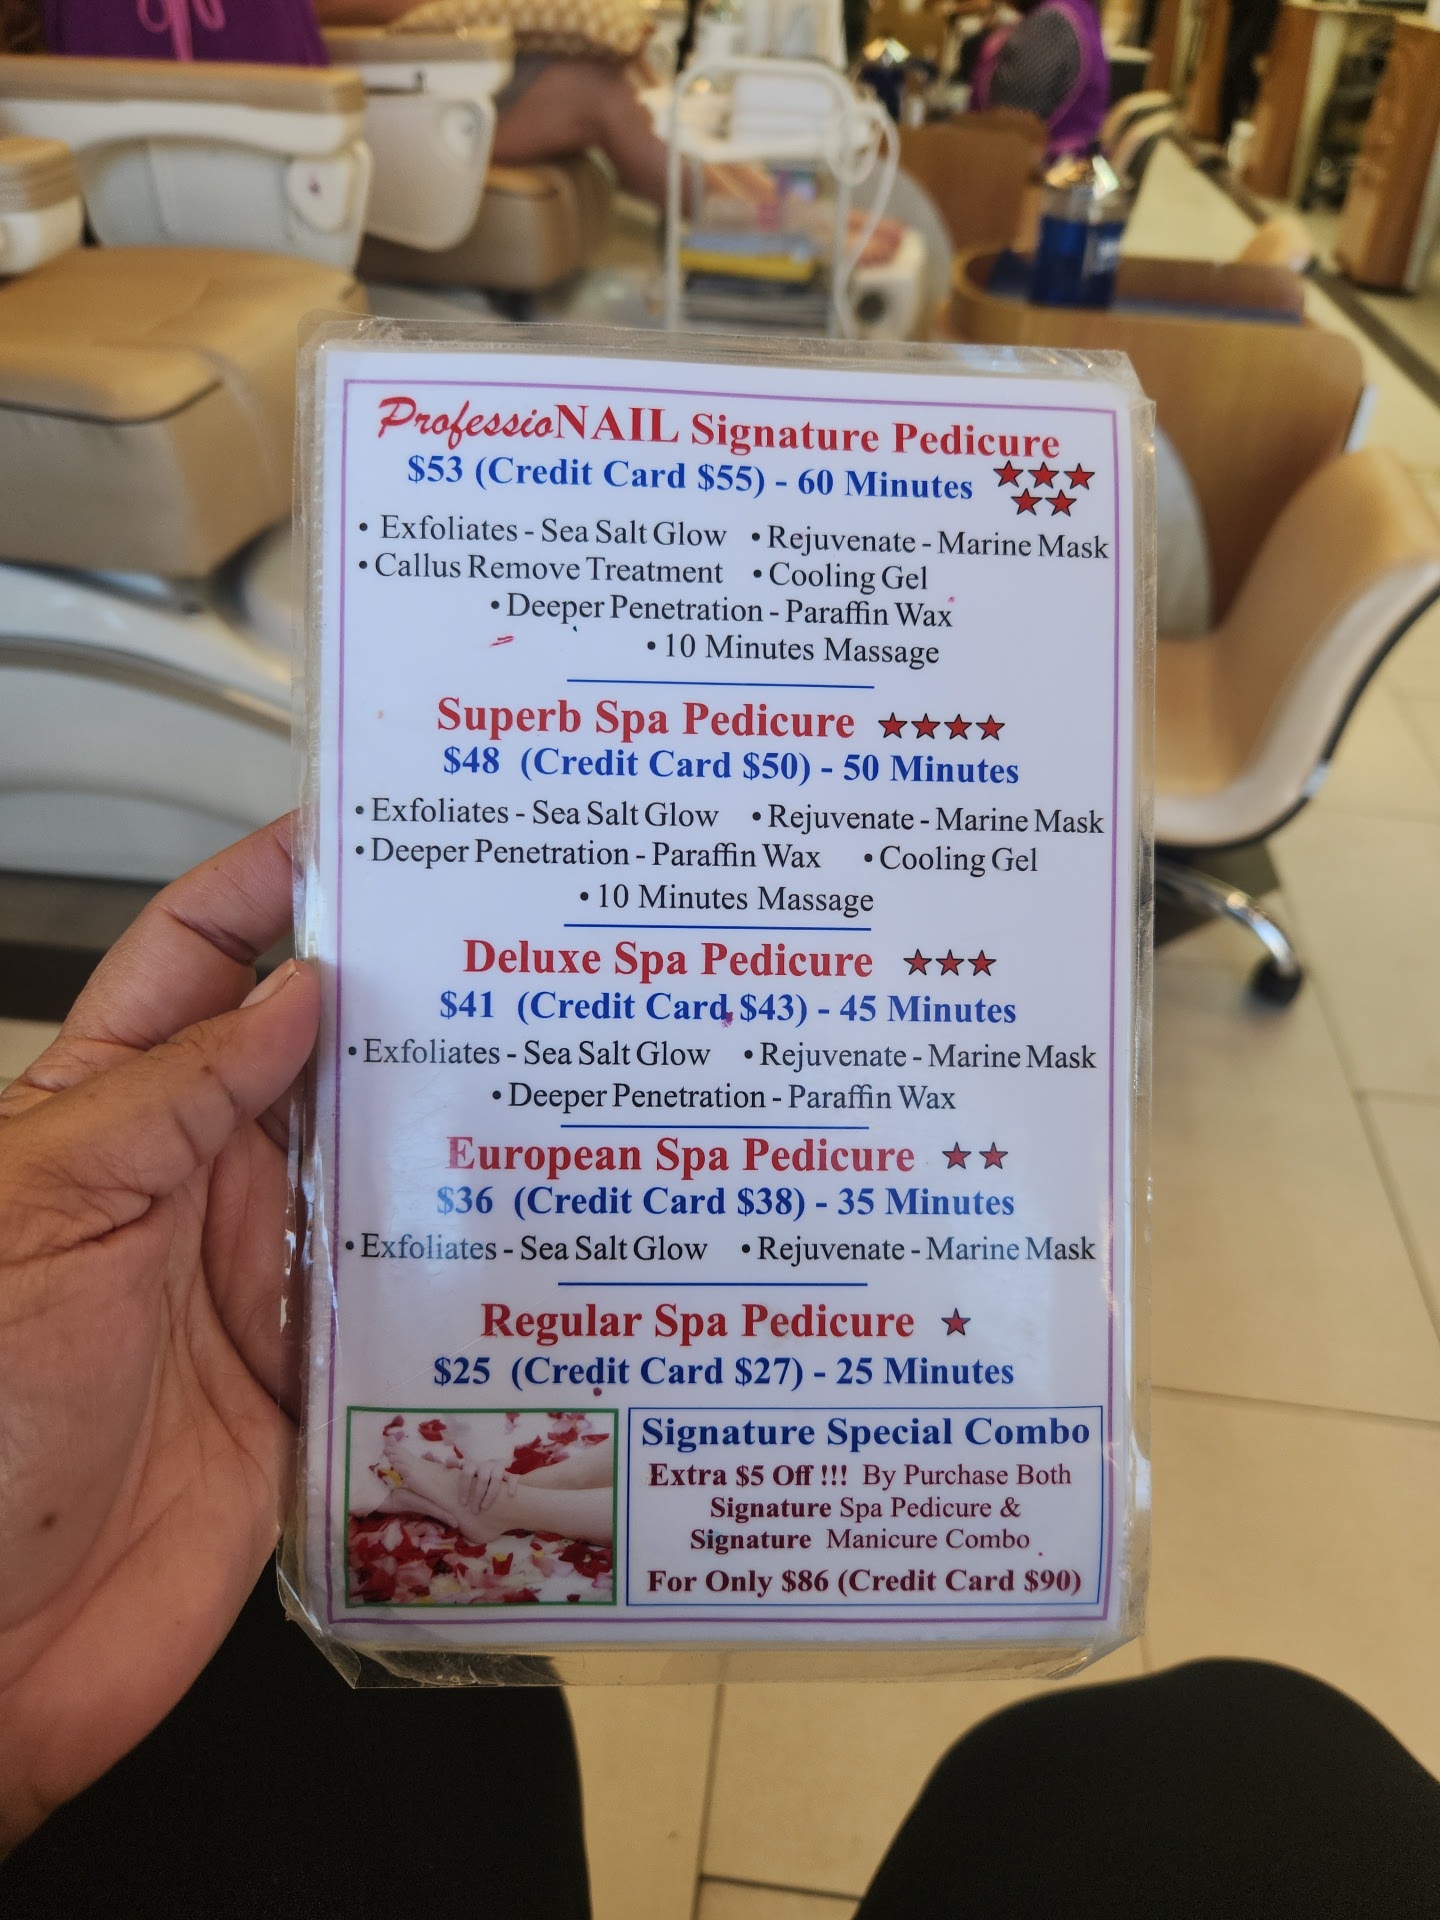 ProfessioNAIL Signature Pedicure
$53 (Credit Card $55) - 60 Minutes
• Exfoliates - Sea Salt Glow • Rejuvenate - Marine Mask
• Callus Remove Treatment • Cooling Gel
• Deeper Penetration - Paraffin Wax
• 10 Minutes Massage
Superb Spa Pedicure
$48 (Credit Card $50) - 50 Minutes
• Exfoliates - Sea Salt Glow • Rejuvenate - Marine Mask
• Deeper Penetration - Paraffin Wax • Cooling Gel
• 10 Minutes Massage
Deluxe Spa Pedicure
$41 (Credit Card $43) - 45 Minutes
• Exfoliates - Sea Salt Glow • Rejuvenate - Marine Mask
• Deeper Penetration - Paraffin Wax
European Spa Pedicure
$36 (Credit Card $38) - 35 Minutes
• Exfoliates - Sea Salt Glow • Rejuvenate - Marine Mask
Regular Spa Pedicure
$25 (Credit Card $27) - 25 Minutes
Signature Special Combo
Extra $5 Off !!! By Purchase Both
Signature Spa Pedicure &
Signature Manicure Combo
For Only $86 (Credit Card $90)